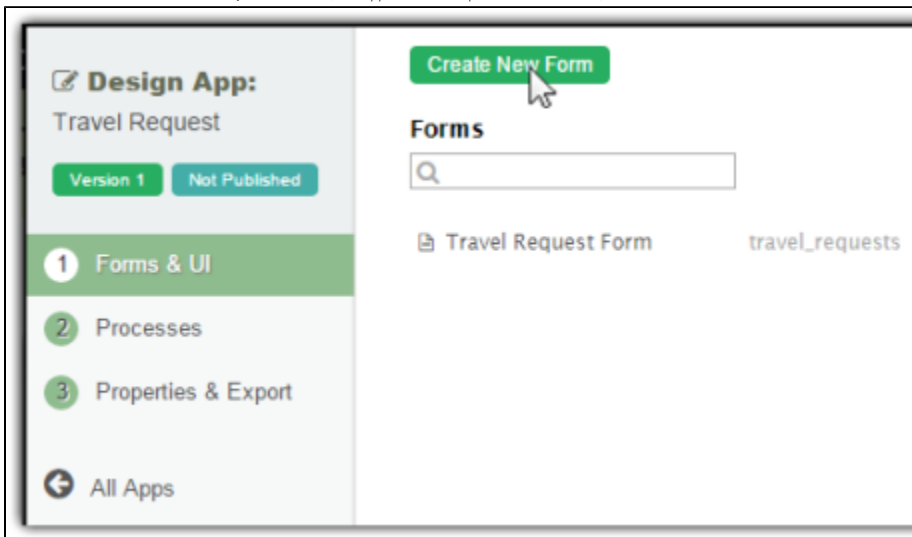 Design App:
Travel Request
Version 1 Not Published
1 Forms & UI
2 Processes
3 Properties & Export
All Apps
Create New Form
Forms
Travel Request Form travel_requests